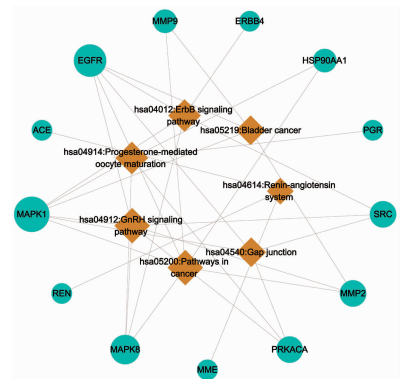 MMP9
ERBB4
EGFR
HSP90AA1
hsa04012:ErbB signaling
pathway
hsa05219:Bladder cancer
ACE
PGR
hsa04914:Progesterone-mediated
oocyte maturation
hsa04614:Renin-angiotensin
system
MAPK1
SRC
hsa04912:GnRH signaling
pathway
hsa04540:Gap junction
hsa05200:Pathways in
cancer
REN
MMP2
MAPK8
PRKACA
MME